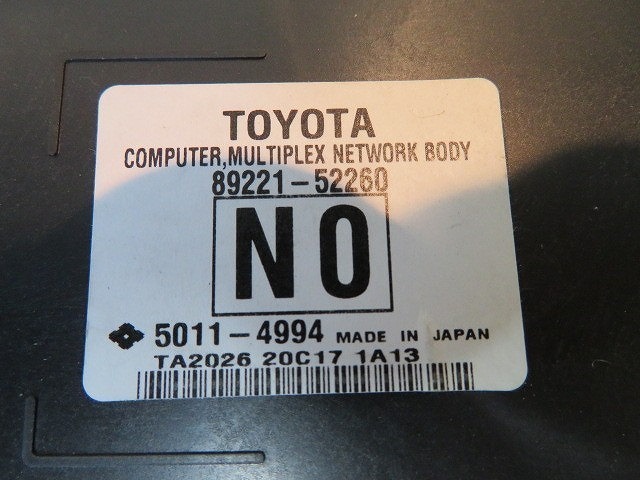 TOYOTA
COMPUTER,MULTIPLEX NETWORK BODY
89221-52260
N0
5011-4994 MADE IN JAPAN
TA2026 20C17 1A13